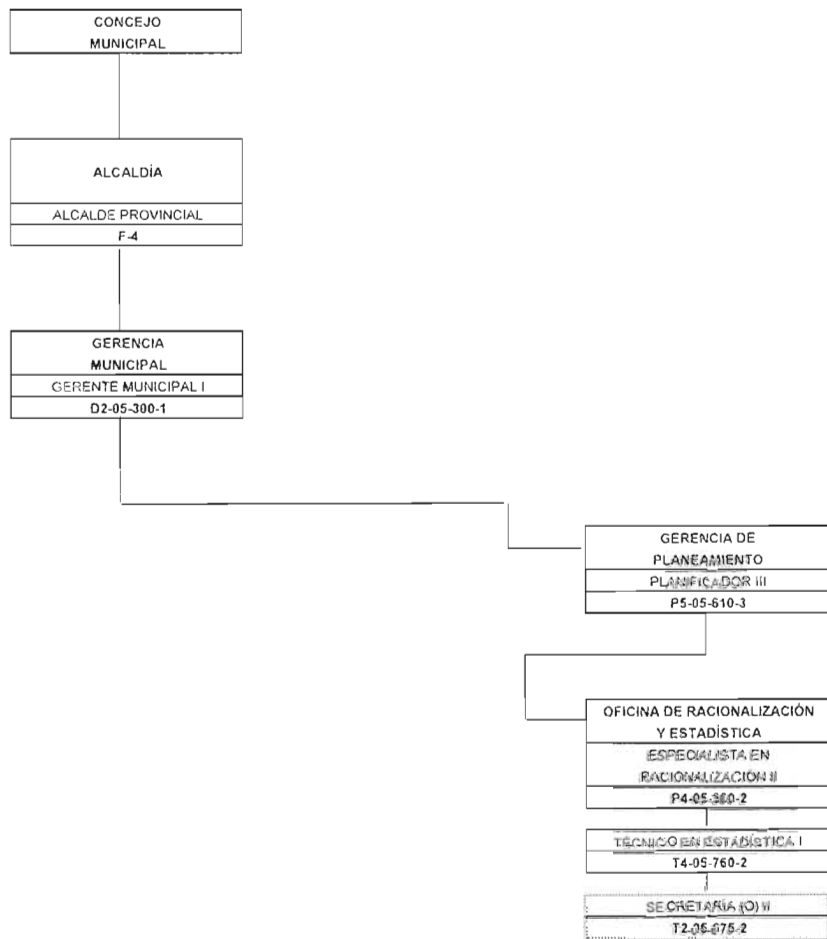 CONCEJO
MUNICIPAL
ALCALDÍA
ALCALDE PROVINCIAL
F-4
GERENCIA
MUNICIPAL
GERENTE MUNICIPAL I
D2-05-300-1
GERENCIA DE
PLANEAMIENTO
PLANIFICADOR III
P5-05-610-3
OFICINA DE RACIONALIZACIÓN
Y ESTADÍSTICA
ESPECIALISTA EN
RACIONALIZACIÓN II
P4-05-380-2
TÉCNICO EN ESTADÍSTICA I
T4-05-760-2
SECRETARÍA (O) II
T2-05-675-2